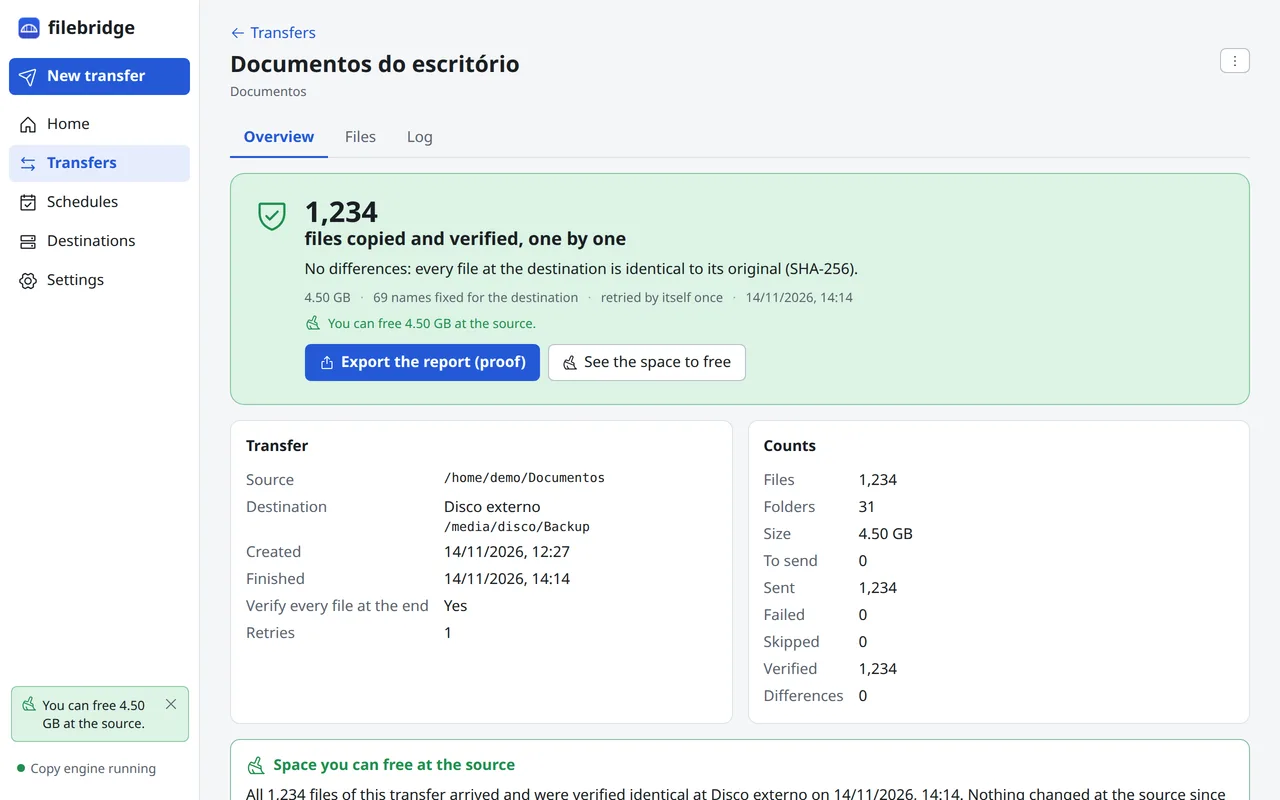 filebridge
New transfer
Home
Transfers
Schedules
Destinations
Settings
You can free 4.50
GB at the source.
Copy engine running
← Transfers
Documentos do escritório
Documentos
Overview Files Log
1,234
files copied and verified, one by one
No differences: every file at the destination is identical to its original (SHA-256).
4.50 GB · 69 names fixed for the destination · retried by itself once · 14/11/2026, 14:14
You can free 4.50 GB at the source.
Export the report (proof) See the space to free
Transfer
Source /home/demo/Documentos
Destination Disco externo
/media/disco/Backup
Created 14/11/2026, 12:27
Finished 14/11/2026, 14:14
Verify every file at the end Yes
Retries 1
Counts
Files 1,234
Folders 31
Size 4.50 GB
To send 0
Sent 1,234
Failed 0
Skipped 0
Verified 1,234
Differences 0
Space you can free at the source
All 1,234 files of this transfer arrived and were verified identical at Disco externo on 14/11/2026, 14:14. Nothing changed at the source since